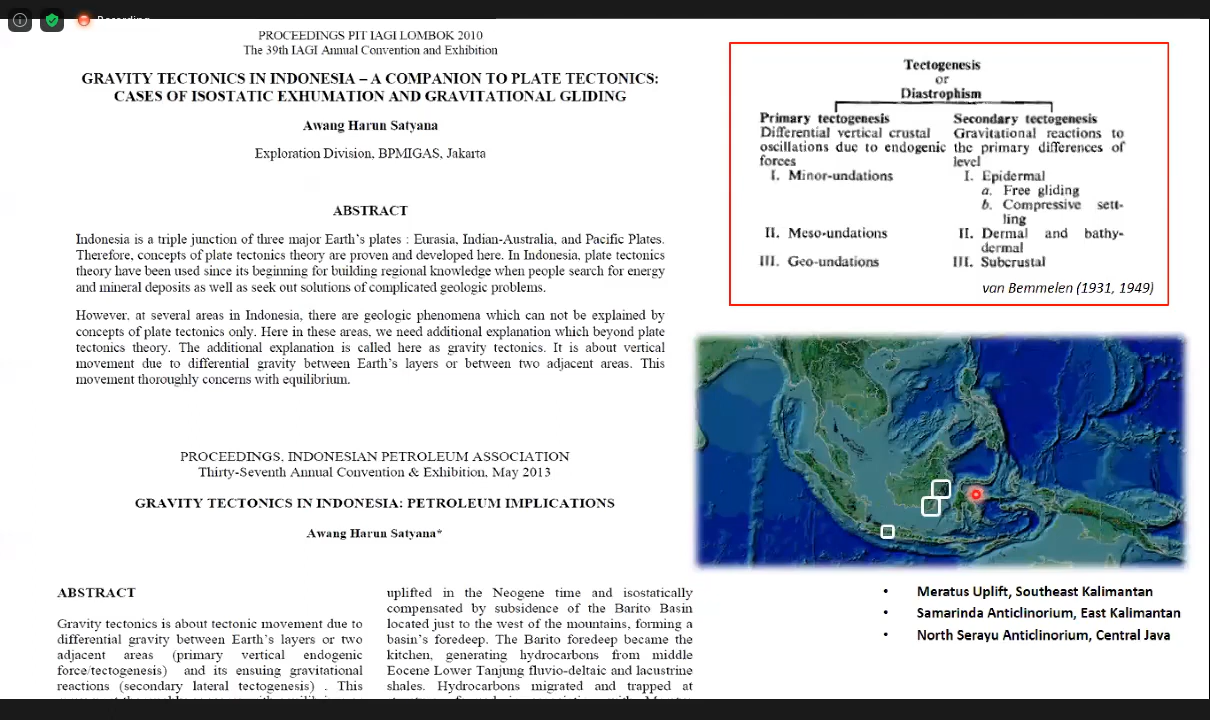 Recording
PROCEEDINGS PIT IAGI LOMBOK 2010
The 39th IAGI Annual Convention and Exhibition
GRAVITY TECTONICS IN INDONESIA – A COMPANION TO PLATE TECTONICS:
CASES OF ISOSTATIC EXHUMATION AND GRAVITATIONAL GLIDING
Awang Harun Satyana
Exploration Division, BPMIGAS, Jakarta
ABSTRACT
Indonesia is a triple junction of three major Earth's plates : Eurasia, Indian-Australia, and Pacific Plates.
Therefore, concepts of plate tectonics theory are proven and developed here. In Indonesia, plate tectonics
theory have been used since its beginning for building regional knowledge when people search for energy
and mineral deposits as well as seek out solutions of complicated geologic problems.
However, at several areas in Indonesia, there are geologic phenomena which can not be explained by
concepts of plate tectonics only. Here in these areas, we need additional explanation which beyond plate
tectonics theory. The additional explanation is called here as gravity tectonics. It is about vertical
movement due to differential gravity between Earth's layers or between two adjacent areas. This
movement thoroughly concerns with equilibrium.
PROCEEDINGS, INDONESIAN PETROLEUM ASSOCIATION
Thirty-Seventh Annual Convention & Exhibition, May 2013
GRAVITY TECTONICS IN INDONESIA: PETROLEUM IMPLICATIONS
Awang Harun Satyana*
ABSTRACT
Gravity tectonics is about tectonic movement due to
differential gravity between Earth's layers or two
adjacent areas (primary vertical endogenic
force/tectogenesis) and its ensuing gravitational
reactions (secondary lateral tectogenesis) . This
uplifted in the Neogene time and isostatically
compensated by subsidence of the Barito Basin
located just to the west of the mountains, forming a
basin's foredeep. The Barito foredeep became the
kitchen, generating hydrocarbons from middle
Eocene Lower Tanjung fluvio-deltaic and lacustrine
shales. Hydrocarbons migrated and trapped at
Tectogenesis
or
Diastrophism
Primary tectogenesis
Differential vertical crustal
oscillations due to endogenic
forces
I. Minor-undations
II. Meso-undations
III. Geo-undations
Secondary tectogenesis
Gravitational reactions to
the primary differences of
level
I. Epidermal
a. Free gliding
b. Compressive sett-
ling
II. Dermal and bathy-
dermal
III. Subcrustal
van Bemmelen (1931, 1949)
• Meratus Uplift, Southeast Kalimantan
• Samarinda Anticlinorium, East Kalimantan
• North Serayu Anticlinorium, Central Java